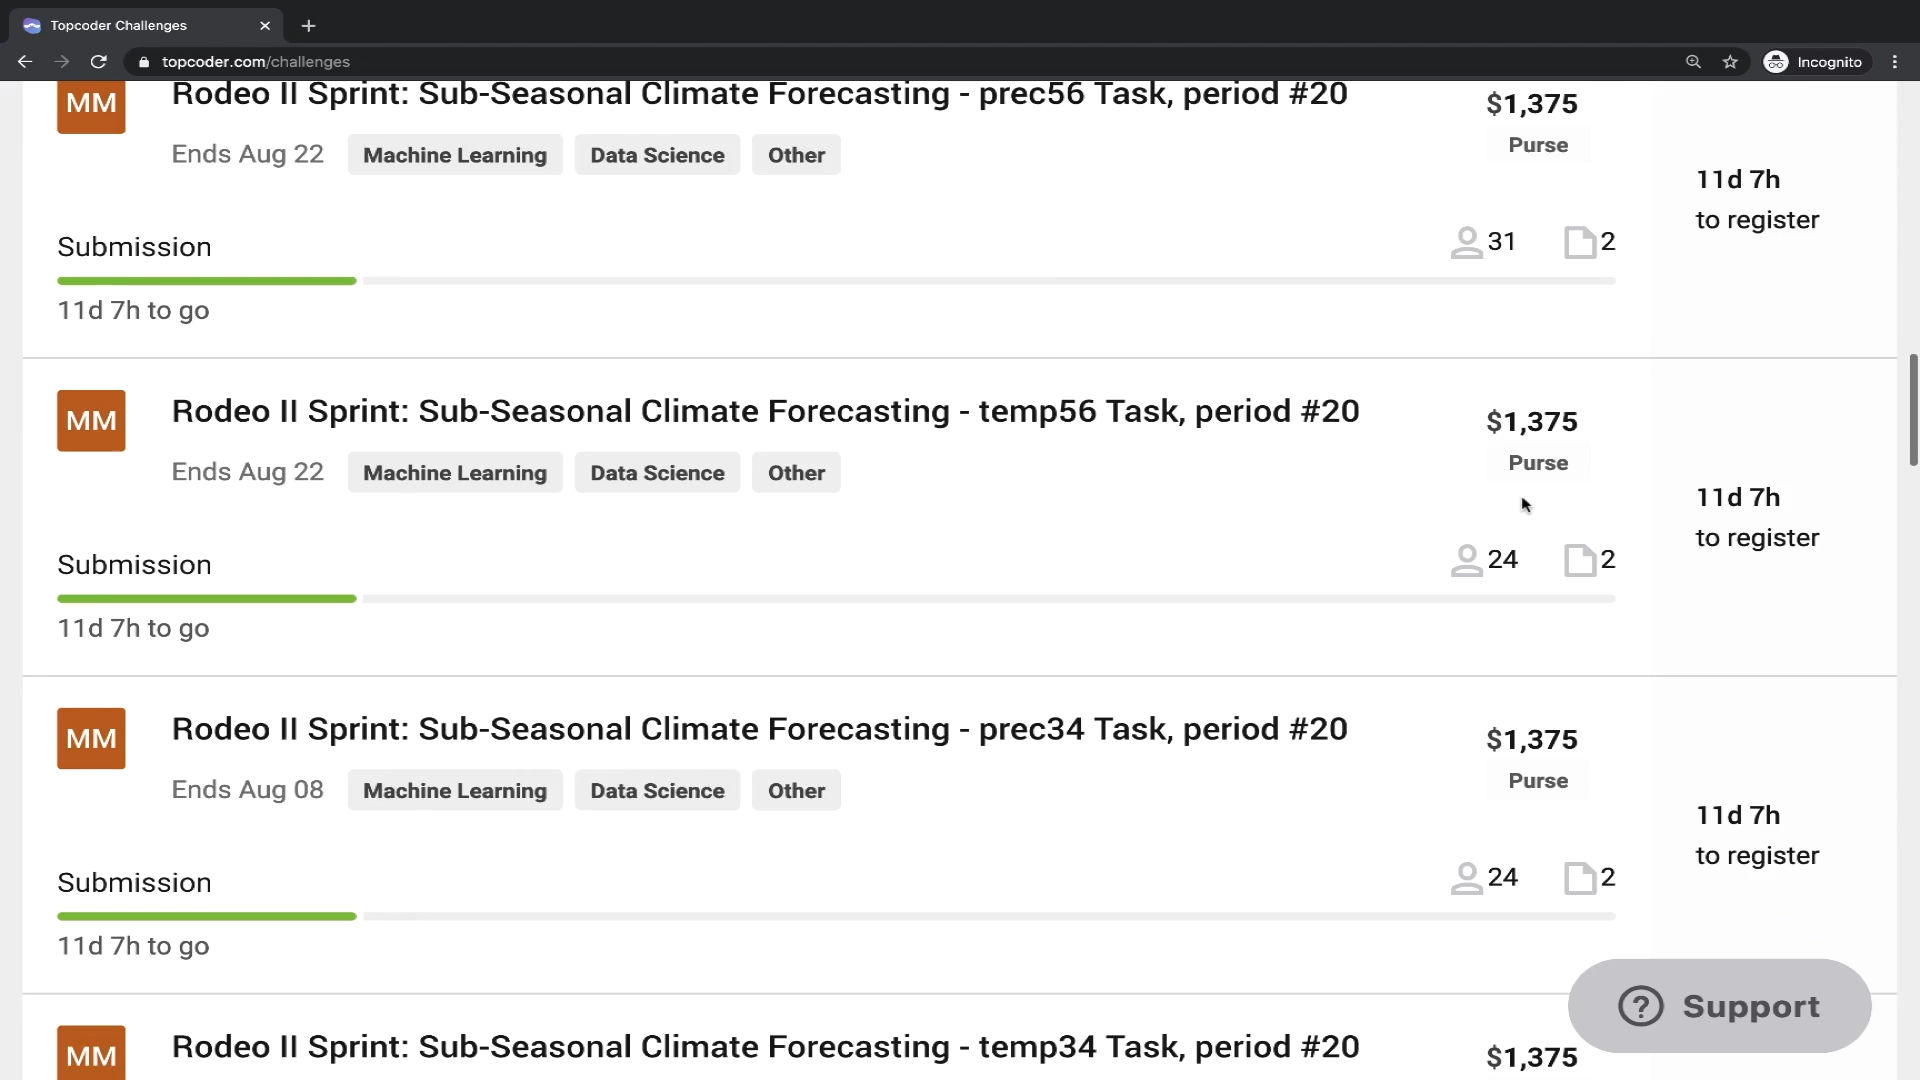 Topcoder Challenges
topcoder.com/challenges
Incognito
MM
Rodeo II Sprint: Sub-Seasonal Climate Forecasting - prec56 Task, period #20
$1,375
Purse
Ends Aug 22
Machine Learning
Data Science
Other
11d 7h
to register
Submission
31
2
11d 7h to go
MM
Rodeo II Sprint: Sub-Seasonal Climate Forecasting - temp56 Task, period #20
$1,375
Purse
Ends Aug 22
Machine Learning
Data Science
Other
11d 7h
to register
Submission
24
2
11d 7h to go
MM
Rodeo II Sprint: Sub-Seasonal Climate Forecasting - prec34 Task, period #20
$1,375
Purse
Ends Aug 08
Machine Learning
Data Science
Other
11d 7h
to register
Submission
24
2
11d 7h to go
? Support
MM
Rodeo II Sprint: Sub-Seasonal Climate Forecasting - temp34 Task, period #20
$1,375